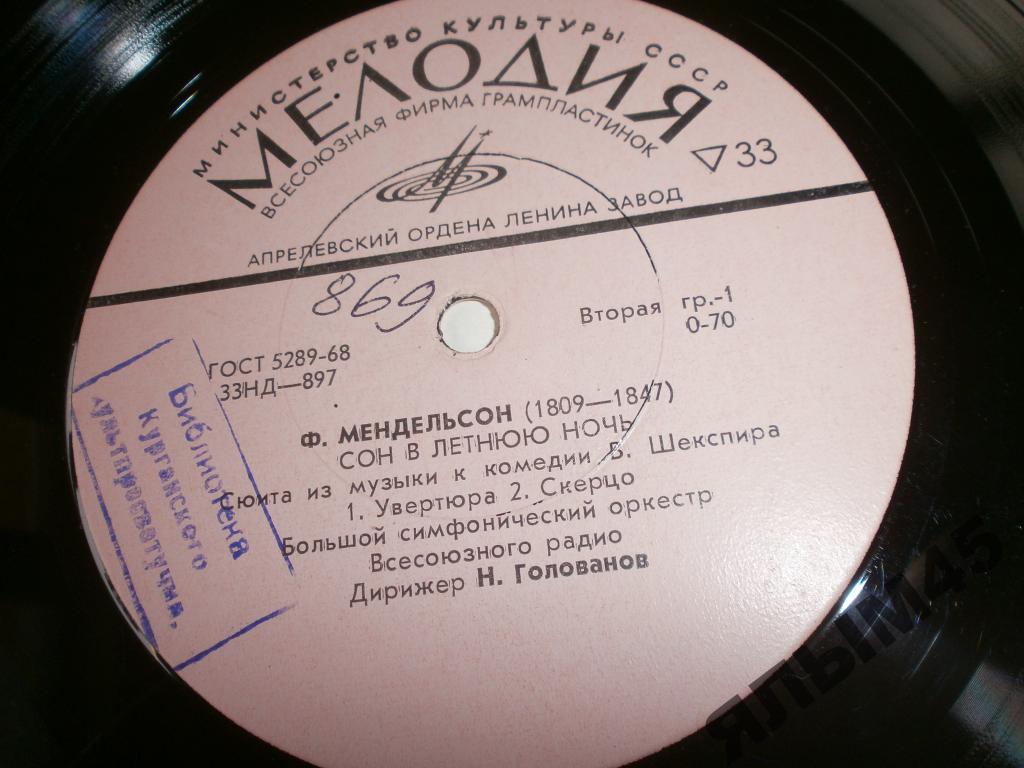 МИНИСТЕРСТВО КУЛЬТУРЫ СССР
МЕЛОДИЯ
ВСЕСОЮЗНАЯ ФИРМА ГРАМПЛАСТИНОК
33
АПРЕЛЕВСКИЙ ОРДЕНА ЛЕНИНА ЗАВОД
869
Вторая гр.-1
0-70
ГОСТ 5289-68
33НД—897
Ф. МЕНДЕЛЬСОН (1809—1847)
СОН В ЛЕТНЮЮ НОЧЬ
Сюита из музыки к комедии В. Шекспира
1. Увертюра 2. Скерцо
Большой симфонический оркестр
Всесоюзного радио
Дирижер Н. Голованов
Библиотека
Курганского
культпросветучил.
ЯЛЫМ45